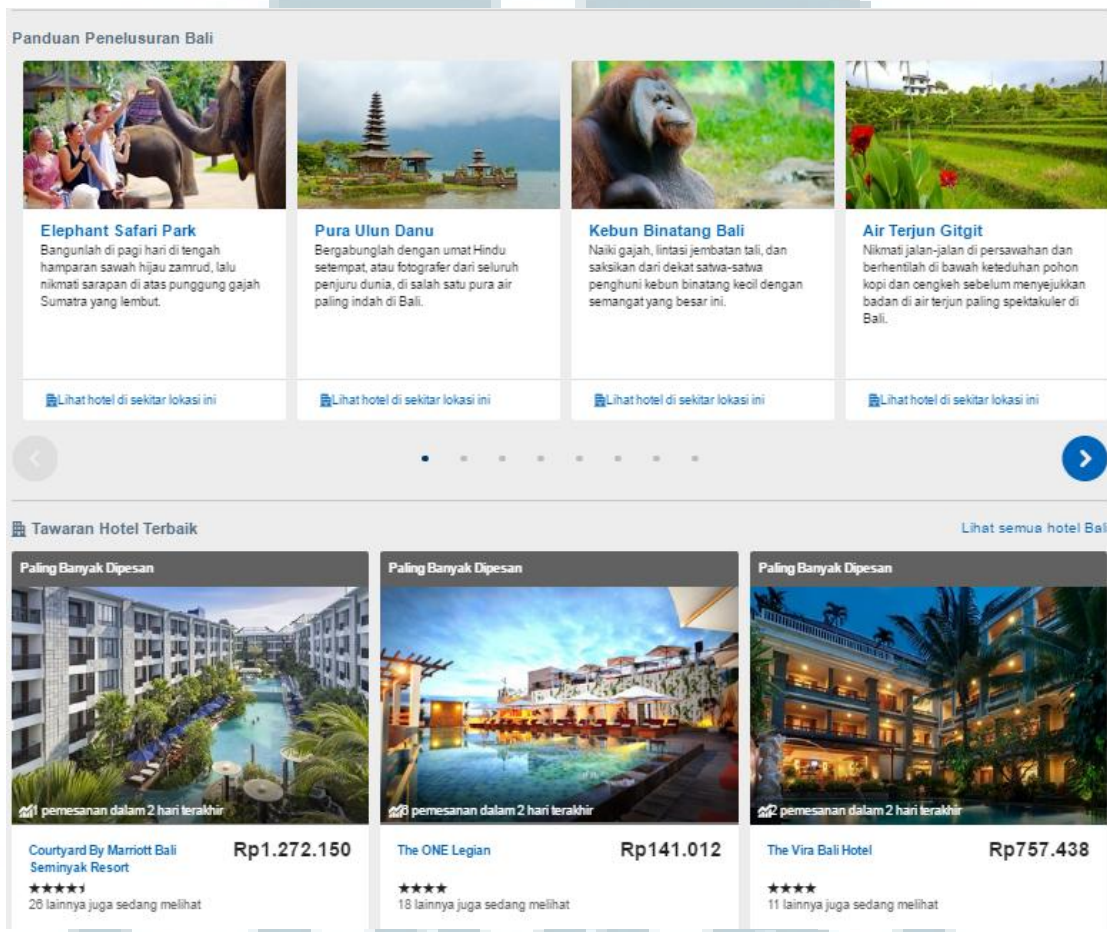 Panduan Penelusuran Bali
Elephant Safari Park
Bangunlah di pagi hari di tengah
hamparan sawah hijau zamrud, lalu
nikmati sarapan di atas punggung gajah
Sumatra yang lembut.
Lihat hotel di sekitar lokasi ini
Pura Ulun Danu
Bergabunglah dengan umat Hindu
setempat, atau fotografer dari seluruh
penjuru dunia, di salah satu pura air
paling indah di Bali.
Lihat hotel di sekitar lokasi ini
Kebun Binatang Bali
Naiki gajah, lintasi jembatan tali, dan
saksikan dari dekat satwa-satwa
penghuni kebun binatang kecil dengan
semangat yang besar ini.
Lihat hotel di sekitar lokasi ini
Air Terjun Gitgit
Nikmati jalan-jalan di persawahan dan
berhentilah di bawah keteduhan pohon
kopi dan cengkeh sebelum menyejukkan
badan di air terjun paling spektakuler di
Bali.
Lihat hotel di sekitar lokasi ini
Tawaran Hotel Terbaik
Lihat semua hotel Bali
Paling Banyak Dipesan
1 pemesanan dalam 2 hari terakhir
Courtyard By Marriott Bali
Seminyak Resort
Rp1.272.150
26 lainnya juga sedang melihat
Paling Banyak Dipesan
pemesanan dalam 2 hari terakhir
The ONE Legian
Rp141.012
18 lainnya juga sedang melihat
Paling Banyak Dipesan
2 pemesanan dalam 2 hari terakhir
The Vira Bali Hotel
Rp757.438
11 lainnya juga sedang melihat